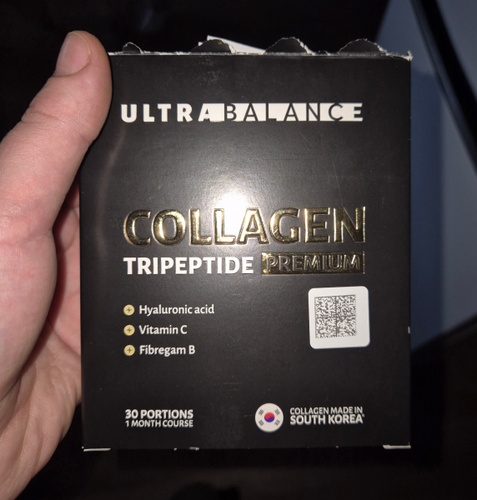 ULTRABALANCE
COLLAGEN
TRIPEPTIDE PREMIUM
Hyaluronic acid
Vitamin C
Fibregam B
30 PORTIONS
1 MONTH COURSE
COLLAGEN MADE IN
SOUTH KOREA